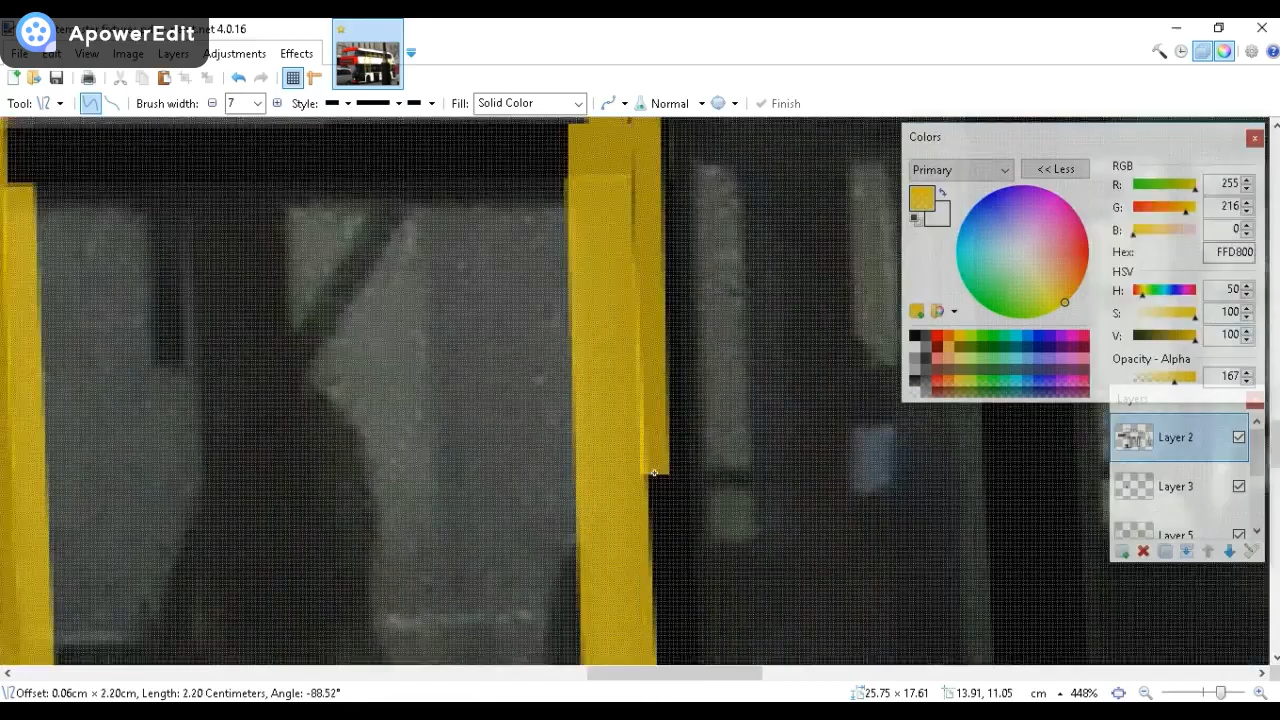 ApowerEdit
.net 4.0.16
File Edit View Image Layers Adjustments Effects
Tool: Brush width: 7 Style: Fill: Solid Color Normal Finish
Colors
Primary << Less
RGB
R: 255
G: 216
B: 0
Hex: FFD800
HSV
H: 50
S: 100
V: 100
Opacity - Alpha
167
Layers
Layer 2
Layer 3
Layer 5
Offset: 0.06cm × 2.20cm, Length: 2.20 Centimeters, Angle: -88.52° 25.75 × 17.61 13.91, 11.05 cm 448%